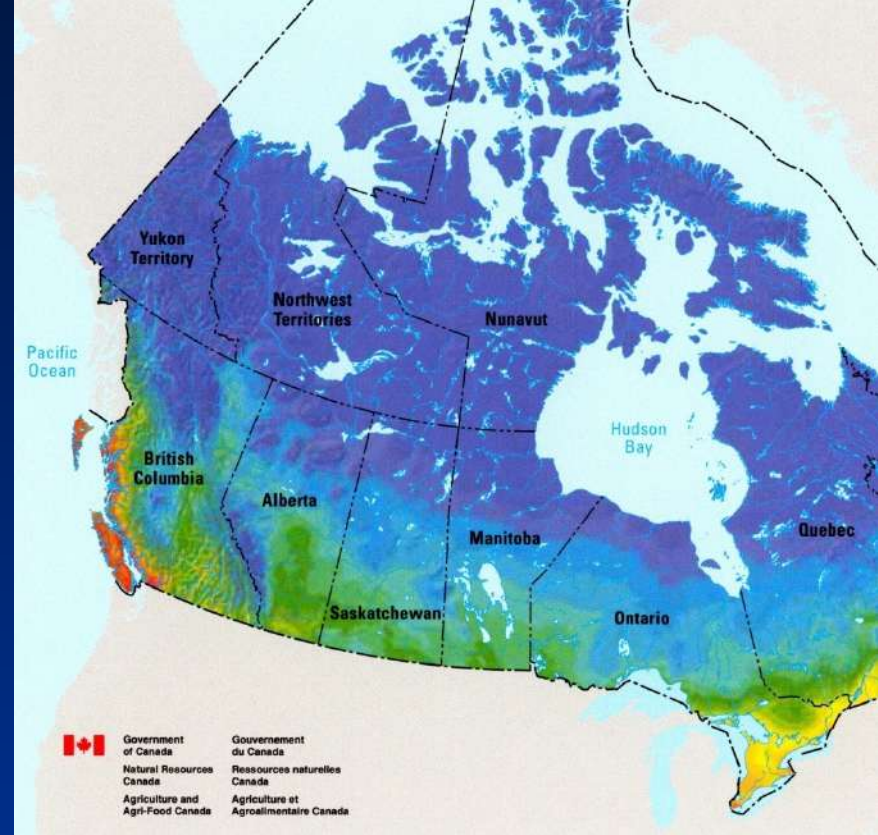 Yukon
Territory
Northwest
Territories
Nunavut
Pacific
Ocean
Hudson
Bay
British
Columbia
Alberta
Manitoba
Quebec
Saskatchewan
Ontario
Government
of Canada
Gouvernement
du Canada
Natural Resources
Canada
Ressources naturelles
Canada
Agriculture and
Agri-Food Canada
Agriculture et
Agroalimentaire Canada